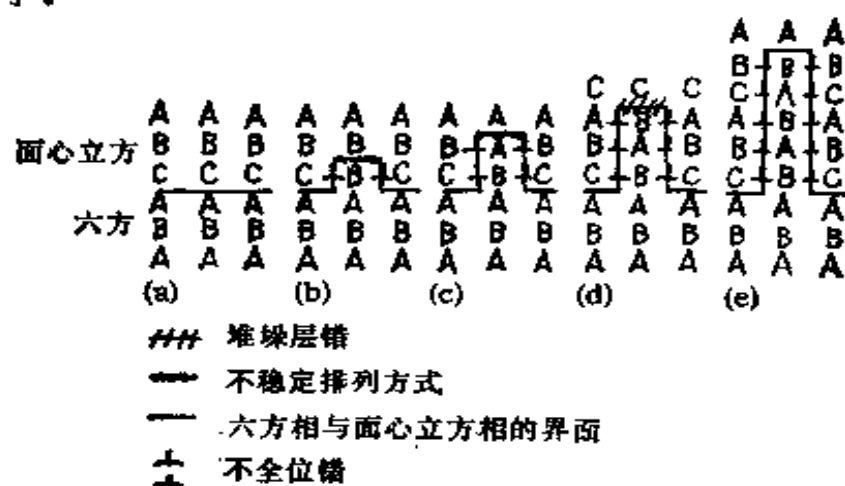 A A A
B B B
C C C C A C
A A A A A A A A A A B A A B A
面心立方 B B B B B B B A B B A B B A B
C C C C B C C B C C B C C B C
A A A A A A A A A A A A A A A
六方 B B B B B B B B B B B B B B B
A A A A A A A A A A A A A A A
(a) (b) (c) (d) (e)
堆垛层错
不稳定排列方式
六方相与面心立方相的界面
不全位错